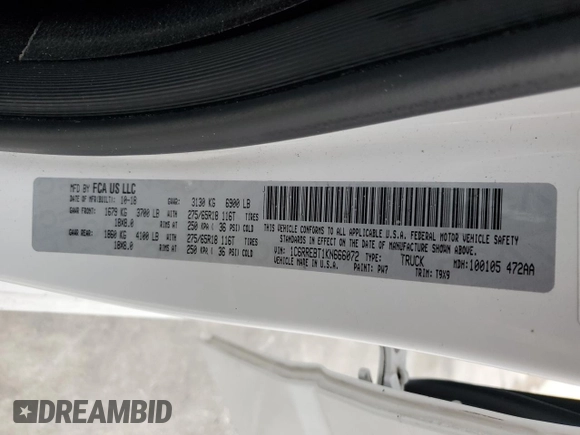 MFD BY FCA US LLC
DATE OF MFR(BUILT): 10-18 GVWR: 3130 KG 6900 LB
GAWR FRONT: 1679 KG 3700 LB WITH 275/65R18 116T TIRES
18X8.0 RIMS AT 250 KPA( 36 PSI) COLD
GAWR REAR: 1860 KG 4100 LB WITH 275/65R18 116T TIRES
18X8.0 RIMS AT 250 KPA( 36 PSI) COLD
THIS VEHICLE CONFORMS TO ALL APPLICABLE U.S.A. FEDERAL MOTOR VEHICLE SAFETY
STANDARDS IN EFFECT ON THE DATE OF MANUFACTURE SHOWN ABOVE.
VIN: 1C6RREBT1KN666072 TYPE: TRUCK MDH:100105 472AA
VEHICLE MADE IN U.S.A. PAINT: PW7 TRIM: T9X9
DREAMBID